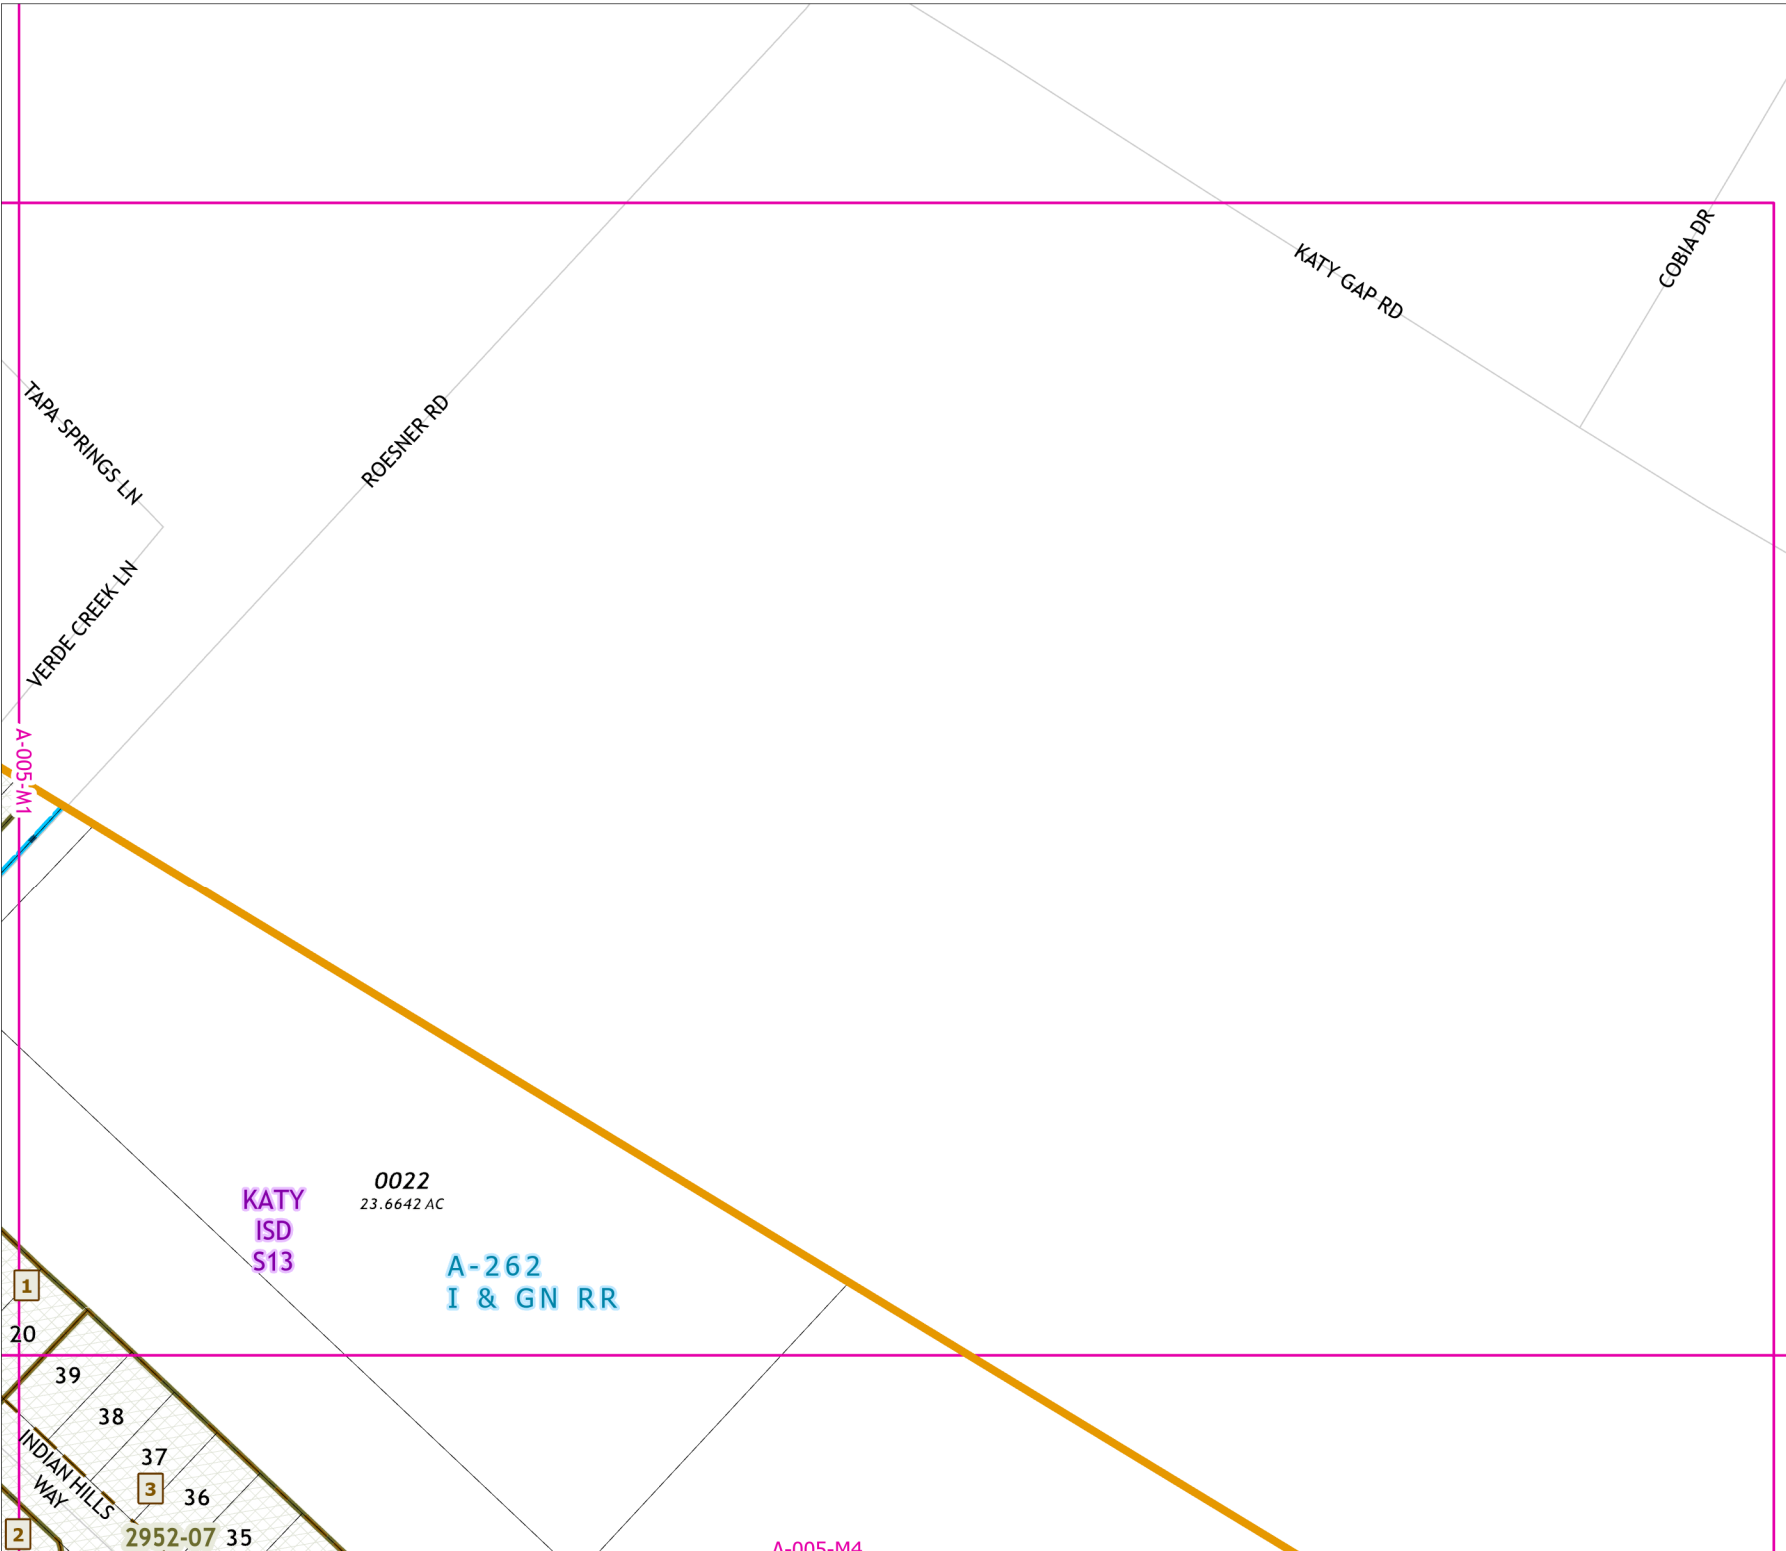 COBIA DR
KATY GAP RD
ROESNER RD
TAPA SPRINGS LN
VERDE CREEK LN
A-005-M1
0022
23.6642 AC
KATY
ISD
S13
A-262
I & GN RR
1
20
39
38
37
3
36
35
INDIAN HILLS
WAY
2952-07
2
A-005-M4